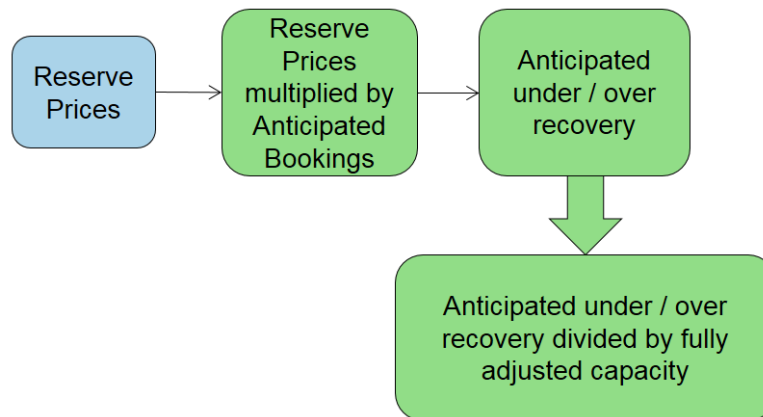 Reserve
Prices
Reserve
Prices
multiplied by
Anticipated
Bookings
Anticipated
under / over
recovery
Anticipated under / over
recovery divided by fully
adjusted capacity